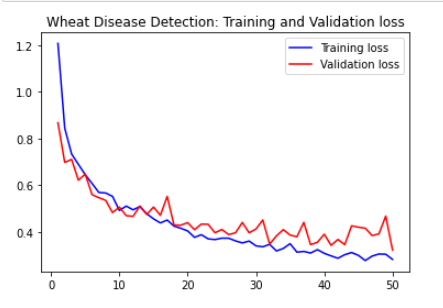 Wheat Disease Detection: Training and Validation loss
Training loss
Validation loss
1.2
1.0
0.8
0.6
0.4
0 10 20 30 40 50